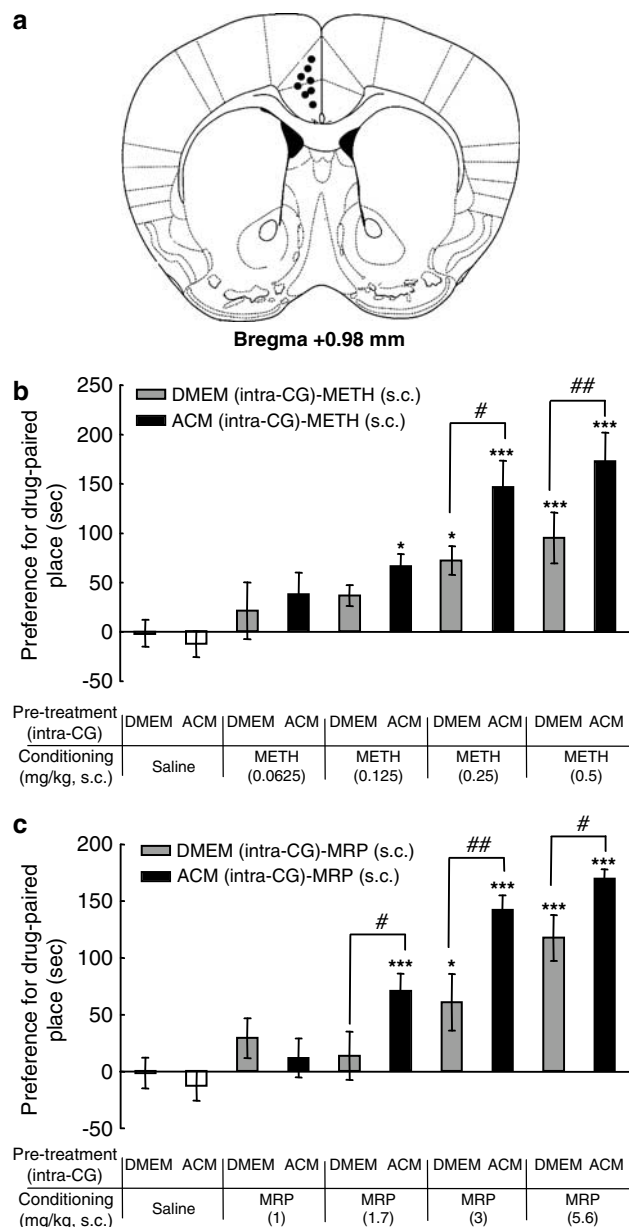 a
Bregma +0.98 mm
b
250
200
150
100
50
0
-50
Preference for drug-paired
place (sec)
DMEM (intra-CG)-METH (s.c.)
ACM (intra-CG)-METH (s.c.)
*
*
#
***
***
##
***
Pre-treatment
(intra-CG)
DMEM ACM DMEM ACM DMEM ACM DMEM ACM DMEM ACM
Conditioning
(mg/kg, s.c.)
Saline
METH
(0.0625)
METH
(0.125)
METH
(0.25)
METH
(0.5)
c
200
150
100
50
0
-50
Preference for drug-paired
place (sec)
DMEM (intra-CG)-MRP (s.c.)
ACM (intra-CG)-MRP (s.c.)
#
***
*
##
***
***
#
***
Pre-treatment
(intra-CG)
DMEM ACM DMEM ACM DMEM ACM DMEM ACM DMEM ACM
Conditioning
(mg/kg, s.c.)
Saline
MRP
(1)
MRP
(1.7)
MRP
(3)
MRP
(5.6)